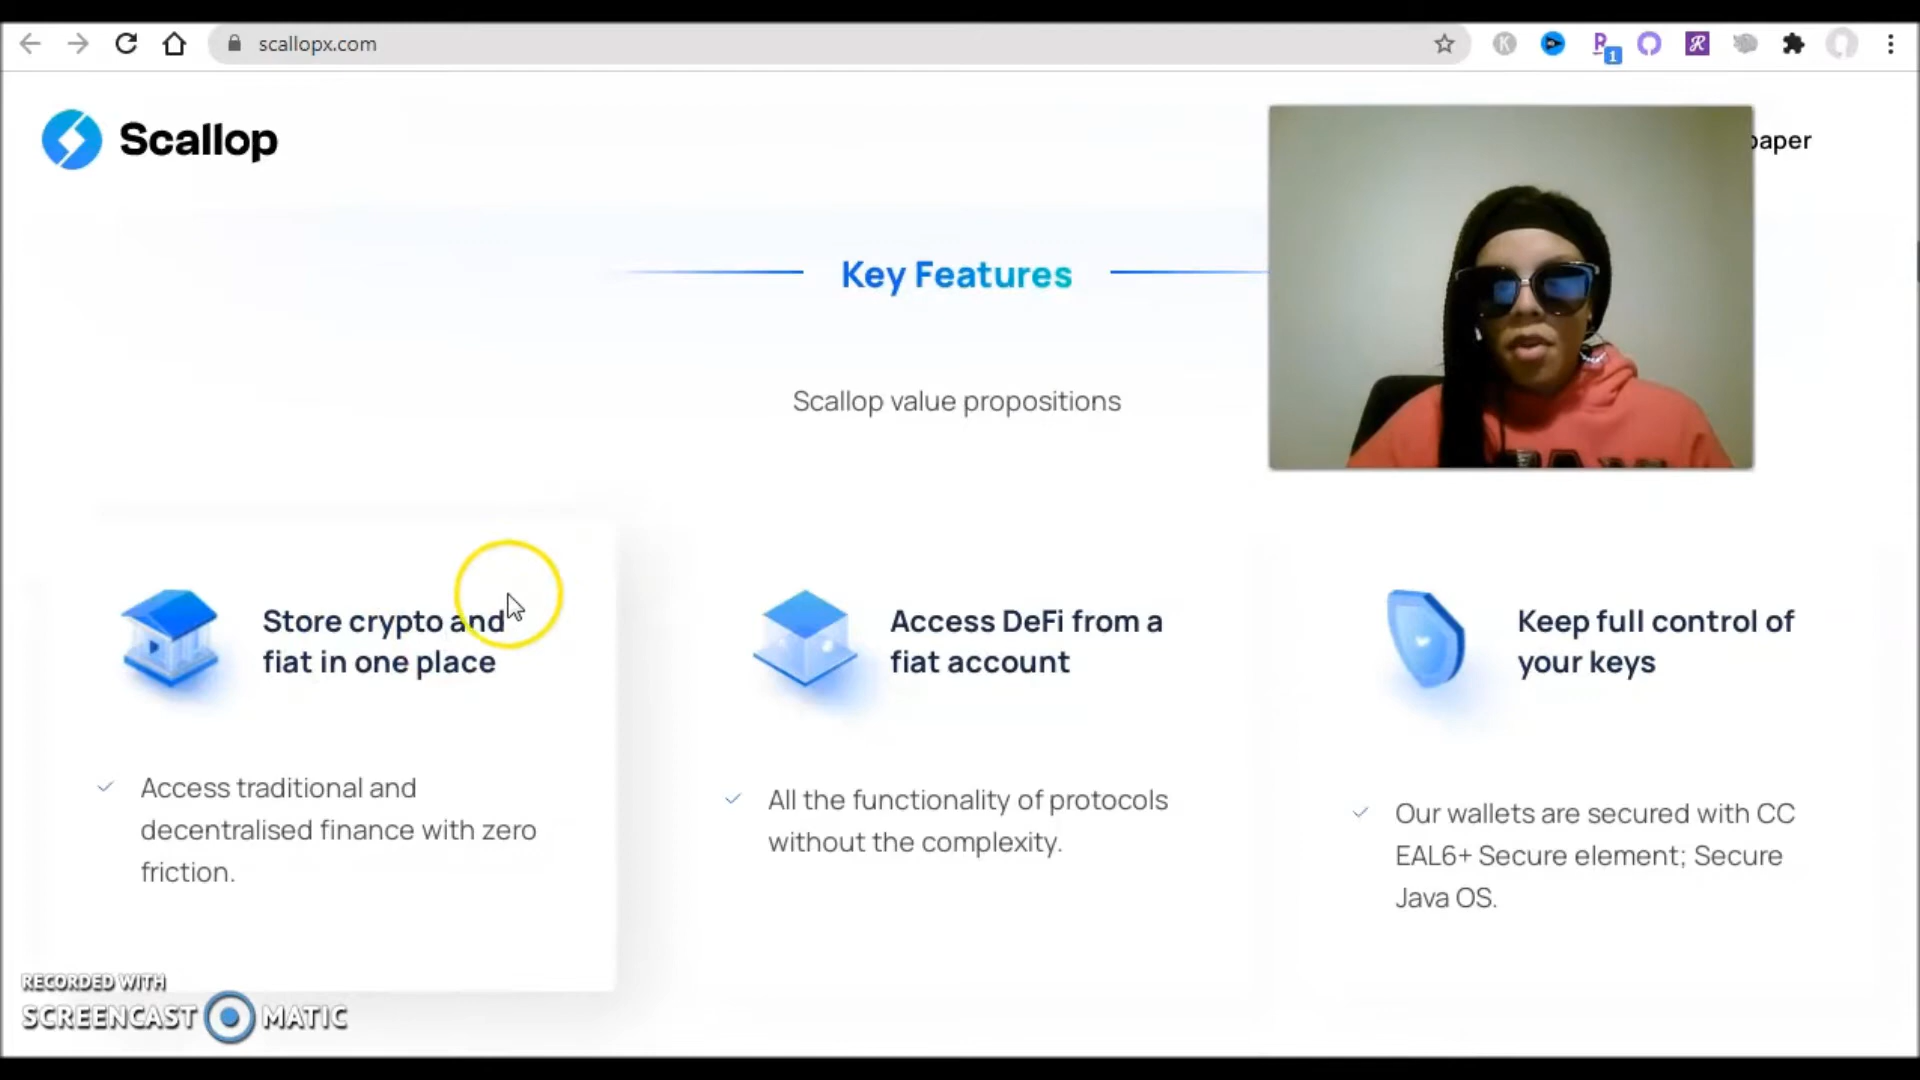 scallopx.com
1
Scallop
paper
Key Features
Scallop value propositions
Store crypto and
fiat in one place
Access DeFi from a
fiat account
Keep full control of
your keys
Access traditional and
decentralised finance with zero
friction.
All the functionality of protocols
without the complexity.
Our wallets are secured with CC
EAL6+ Secure element; Secure
Java OS.
RECORDED WITH
SCREENCAST MATIC